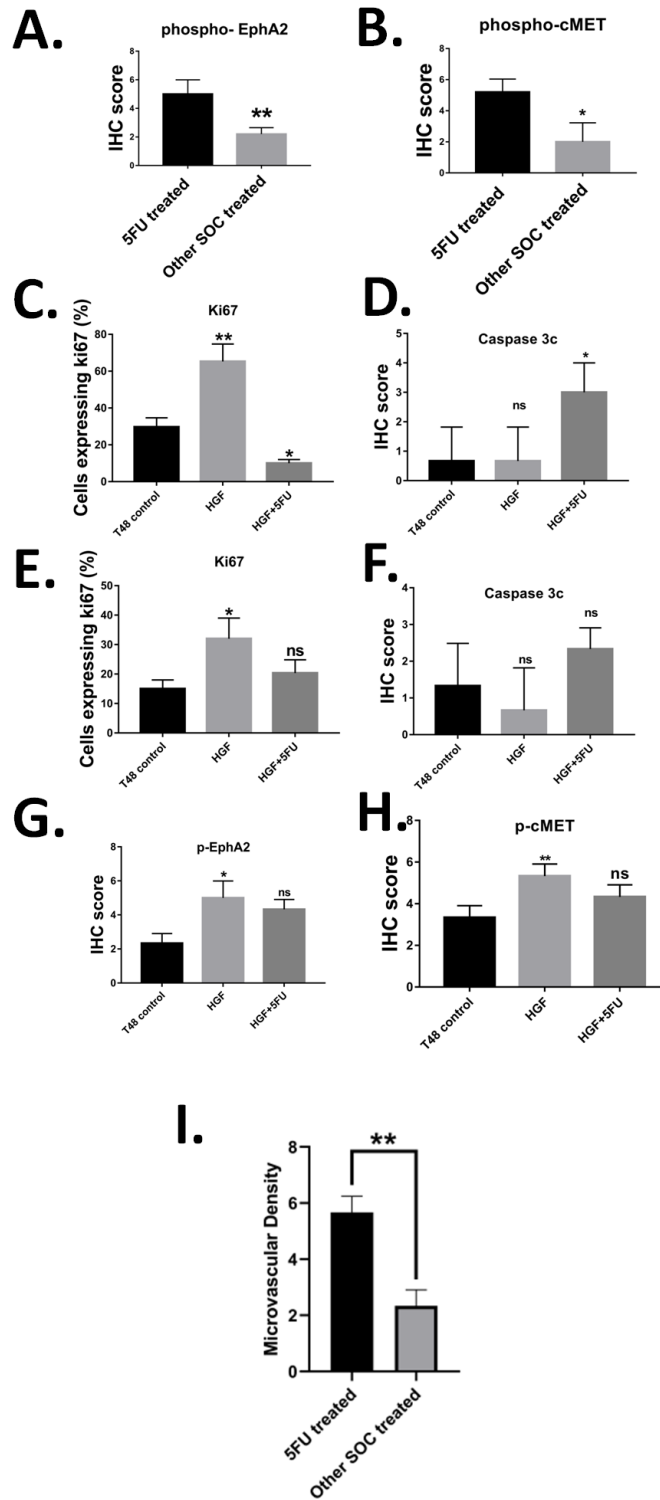 A.
phospho- EphA2
IHC score
8
6
4
2
0
**
5FU treated
Other SOC treated
B.
phospho-cMET
IHC score
8
6
4
2
0
*
5FU treated
Other SOC treated
C.
Ki67
Cells expressing ki67 (%)
80
60
40
20
0
**
*
T48 control
HGF
HGF+5FU
D.
Caspase 3c
IHC score
5
4
3
2
1
0
ns
*
T48 control
HGF
HGF+5FU
E.
Ki67
Cells expressing ki67 (%)
50
40
30
20
10
0
*
ns
T48 control
HGF
HGF+5FU
F.
Caspase 3c
IHC score
4
3
2
1
0
ns
ns
T48 control
HGF
HGF+5FU
G.
p-EphA2
IHC score
8
6
4
2
0
*
ns
T48 control
HGF
HGF+5FU
H.
p-cMET
IHC score
8
6
4
2
0
**
ns
T48 control
HGF
HGF+5FU
I.
Microvascular Density
8
6
4
2
0
**
5FU treated
Other SOC treated